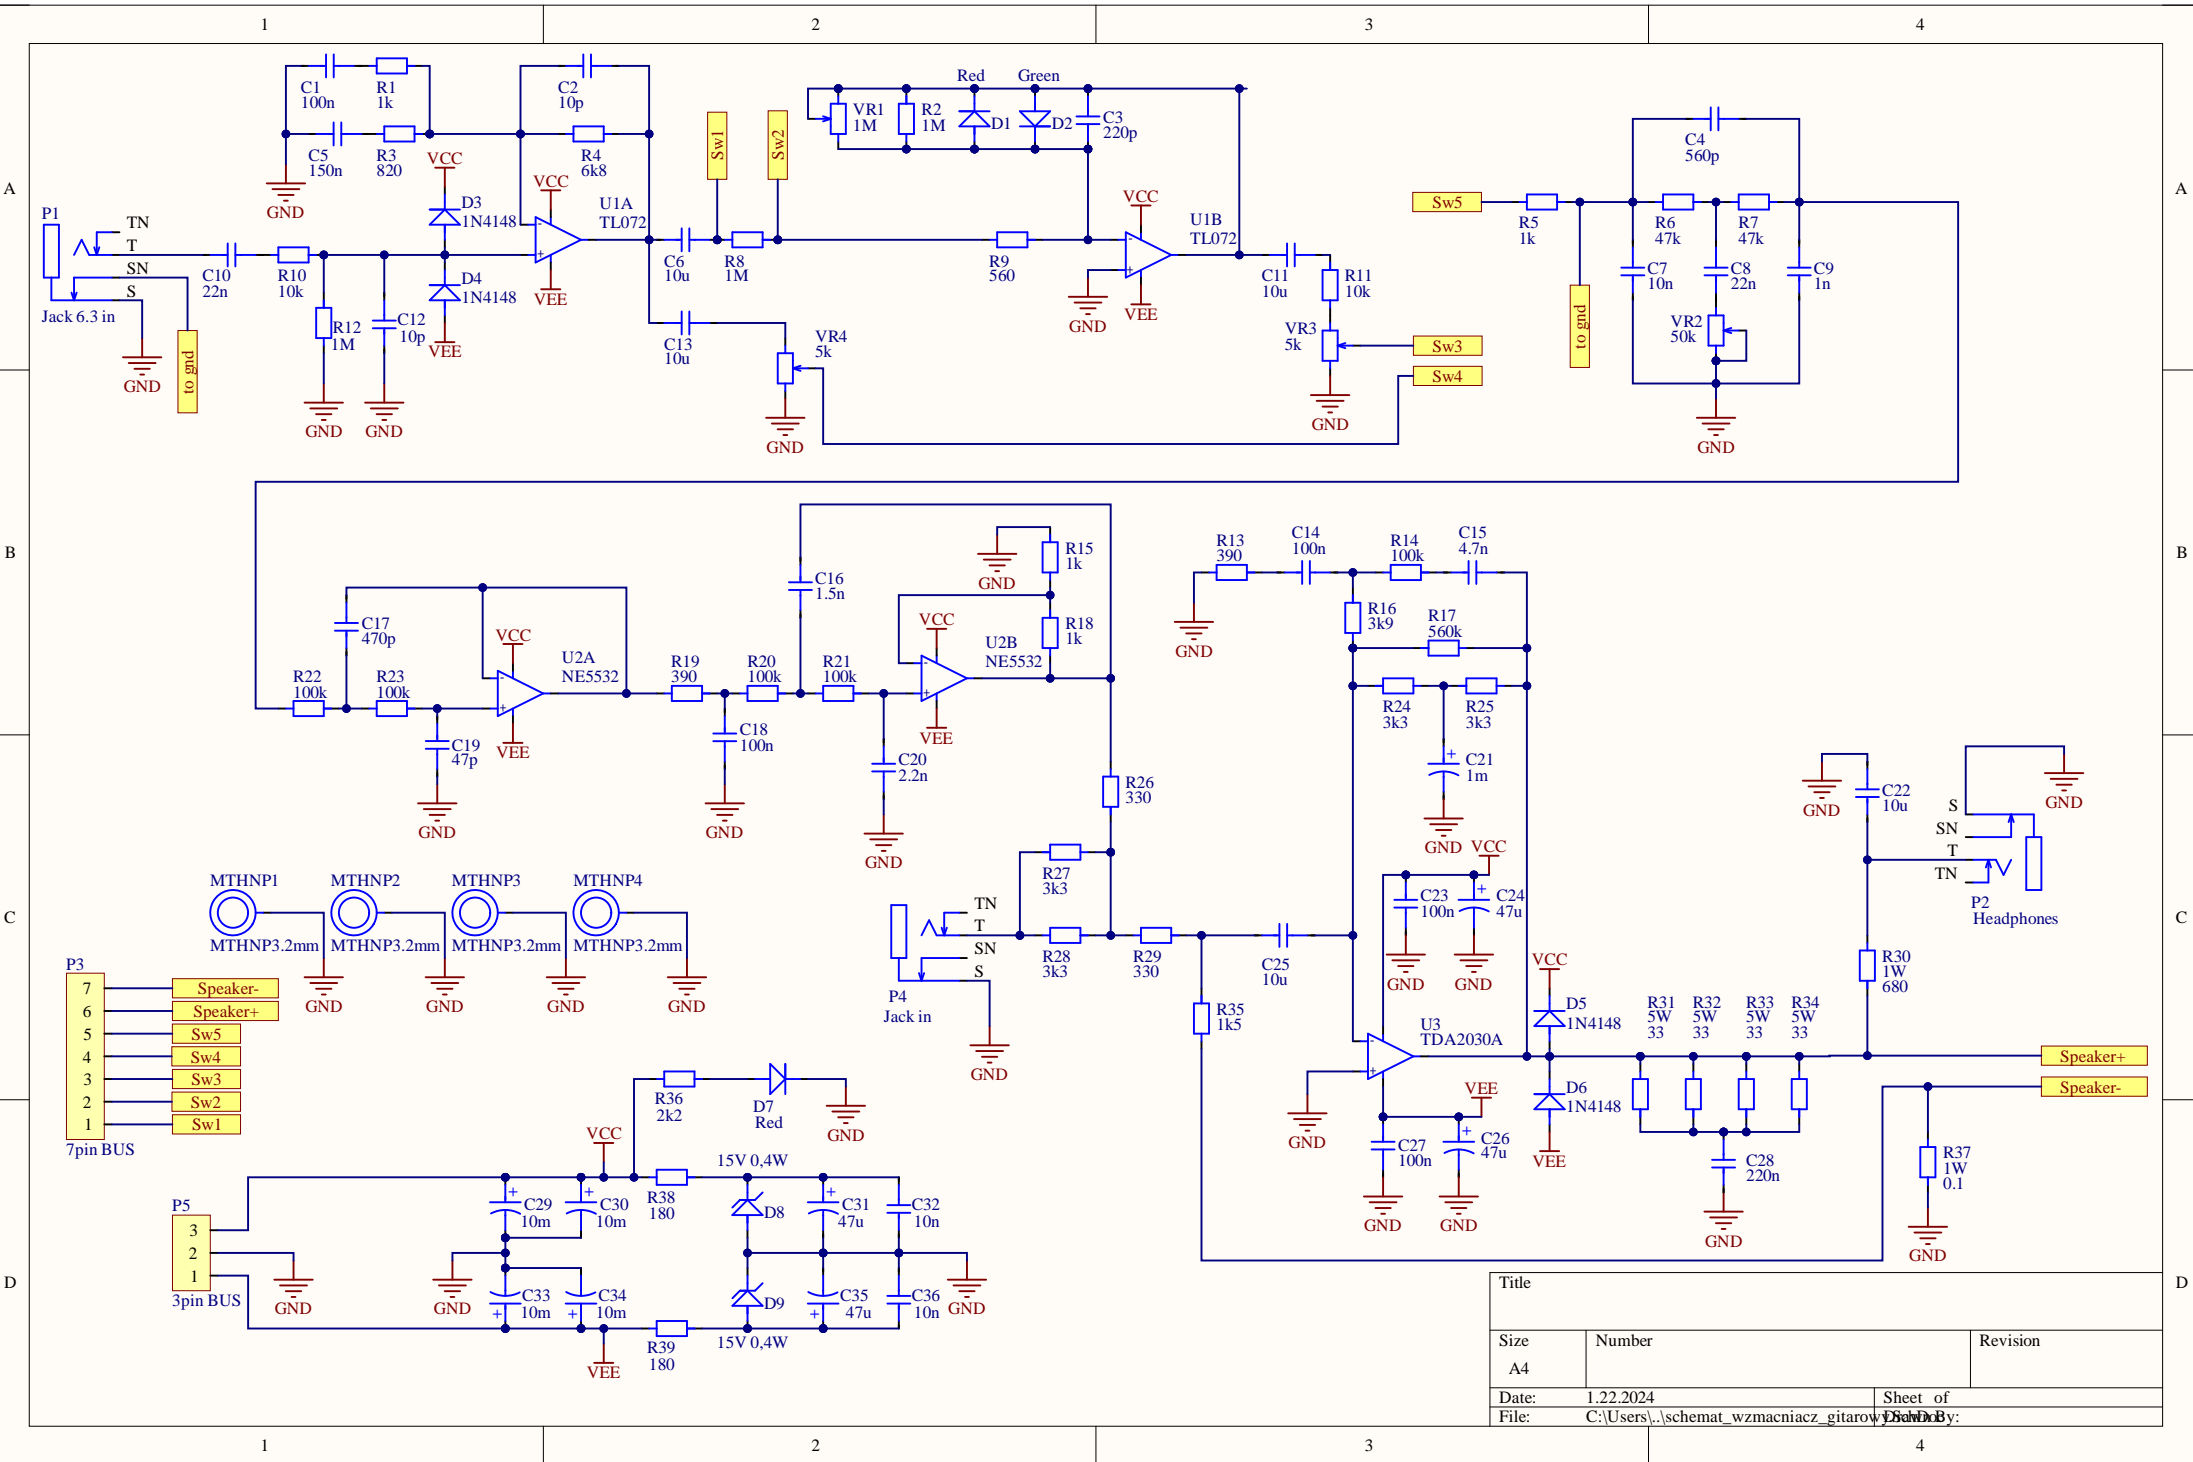 1 2 3 4
A
A
B
B
C
C
D
D
1 2 3 4
C1
100n
R1
1k
C5
150n
R3
820
GND
C2
10p
R4
6k8
VCC
D3
1N4148
D4
1N4148
VEE
VCC
U1A
TL072
-
+
VEE
P1
TN
T
SN
S
Jack 6.3 in
GND
to gnd
C10
22n
R10
10k
R12
1M
C12
10p
GND
GND
Sw1
Sw2
C6
10u
R8
1M
C13
10u
VR4
5k
GND
Red
Green
VR1
1M
R2
1M
D1
D2
C3
220p
R9
560
VCC
U1B
TL072
-
+
GND
VEE
C11
10u
R11
10k
VR3
5k
GND
Sw3
Sw4
Sw5
R5
1k
to gnd
C4
560p
R6
47k
R7
47k
C7
10n
C8
22n
C9
1n
VR2
50k
GND
C17
470p
R22
100k
R23
100k
C19
47p
GND
VCC
U2A
NE5532
-
+
VEE
R19
390
R20
100k
R21
100k
C18
100n
GND
C16
1.5n
C20
2.2n
GND
VCC
U2B
NE5532
-
+
VEE
GND
R15
1k
R18
1k
R26
330
R27
3k3
R28
3k3
R29
330
TN
T
SN
S
P4
Jack in
GND
R13
390
C14
100n
R14
100k
C15
4.7n
GND
R16
3k9
R17
560k
R24
3k3
R25
3k3
+
C21
1m
GND
VCC
C23
100n
+
C24
47u
GND
GND
C25
10u
R35
1k5
U3
TDA2030A
-
+
GND
VEE
C27
100n
+
C26
47u
GND
GND
VCC
D5
1N4148
D6
1N4148
VEE
R31
5W
33
R32
5W
33
R33
5W
33
R34
5W
33
C28
220n
GND
GND
C22
10u
S
SN
T
TN
GND
P2
Headphones
R30
1W
680
Speaker+
Speaker-
R37
1W
0.1
GND
MTHNP1
MTHNP3.2mm
GND
MTHNP2
MTHNP3.2mm
GND
MTHNP3
MTHNP3.2mm
GND
MTHNP4
MTHNP3.2mm
GND
P3
7 Speaker-
6 Speaker+
5 Sw5
4 Sw4
3 Sw3
2 Sw2
1 Sw1
7pin BUS
P5
3
2
1
3pin BUS
GND
GND
VCC
R36
2k2
D7
Red
GND
+
C29
10m
+
C30
10m
C33
10m
+
C34
10m
+
VEE
R38
180
R39
180
15V 0,4W
D8
D9
15V 0,4W
+
C31
47u
C32
10n
C35
47u
+
C36
10n
GND
Title
Size
A4
Number
Revision
Date:
1.22.2024
Sheet of
File:
C:\Users\..\schemat_wzmacniacz_gitarowy.SchDoc
Drawn By: